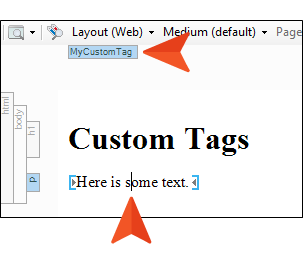 Layout (Web) Medium (default) Page
MyCustomTag
html
body
h1
p
Custom Tags
Here is some text.